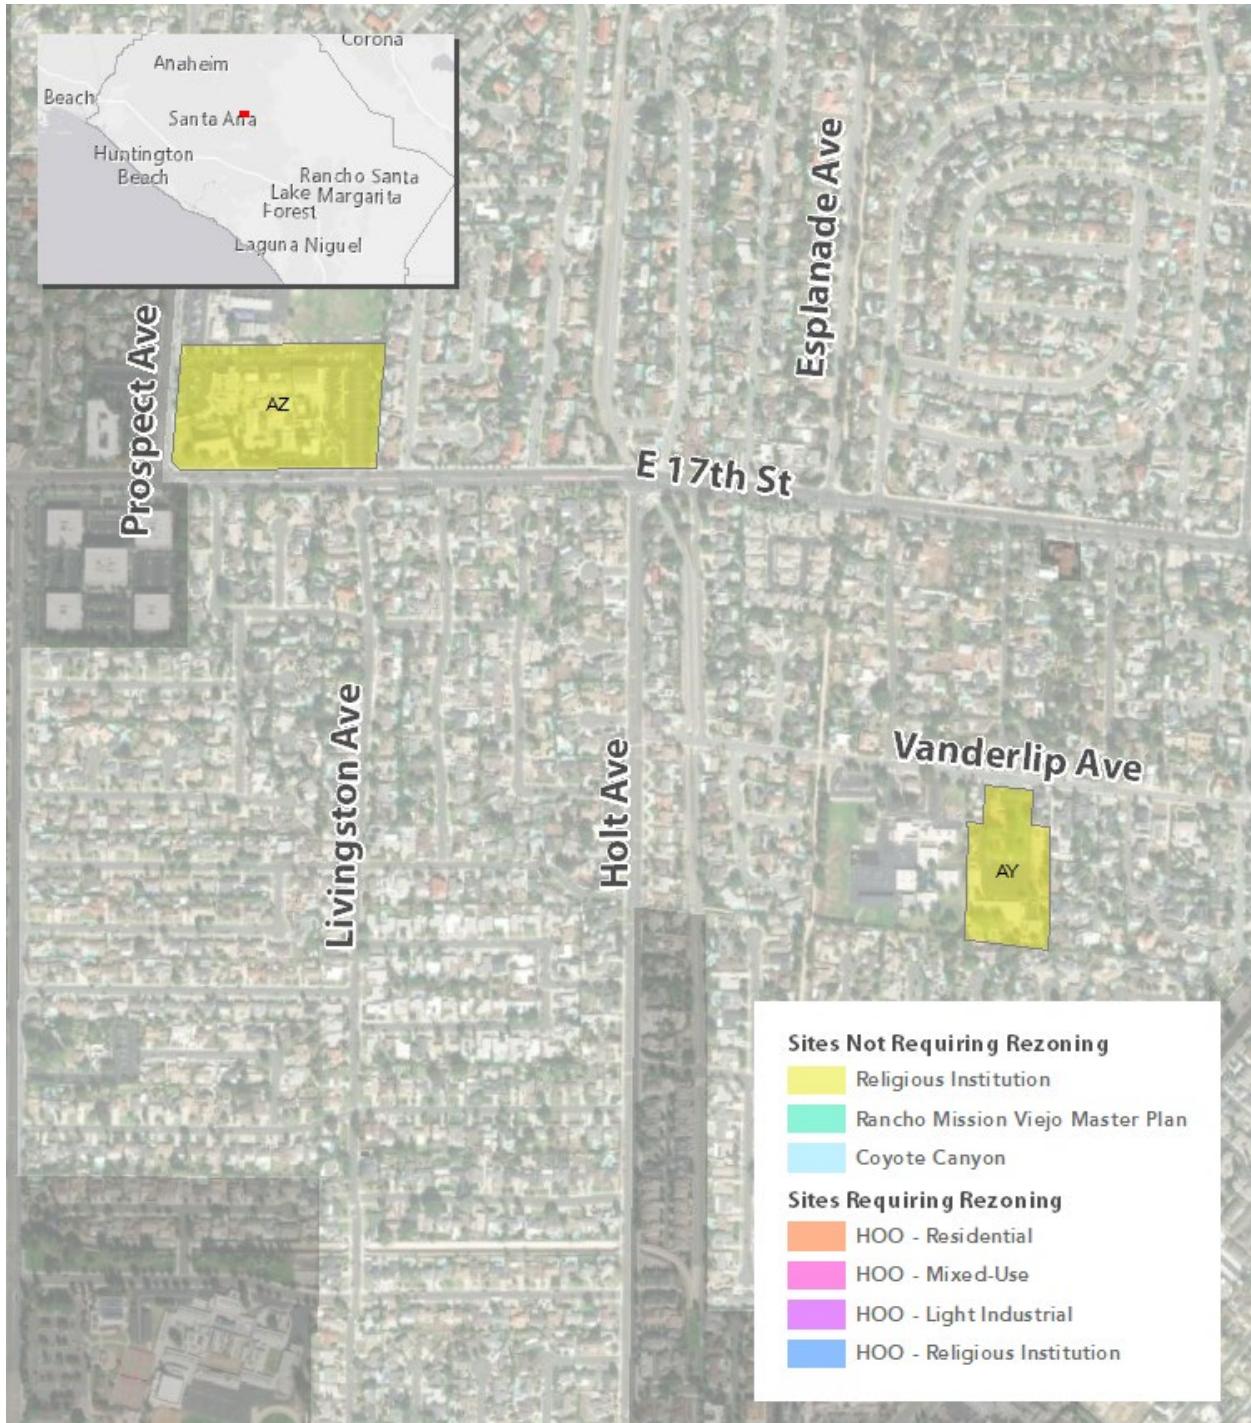 Corona
Anaheim
Beach
Santa Ana
Huntington
Beach
Rancho Santa
Lake Margarita
Forest
Laguna Niguel
Esplanade Ave
Prospect Ave
AZ
E 17th St
Vanderlip Ave
Livingston Ave
Holt Ave
AY
Sites Not Requiring Rezoning
Religious Institution
Rancho Mission Viejo Master Plan
Coyote Canyon
Sites Requiring Rezoning
HOO - Residential
HOO - Mixed-Use
HOO - Light Industrial
HOO - Religious Institution